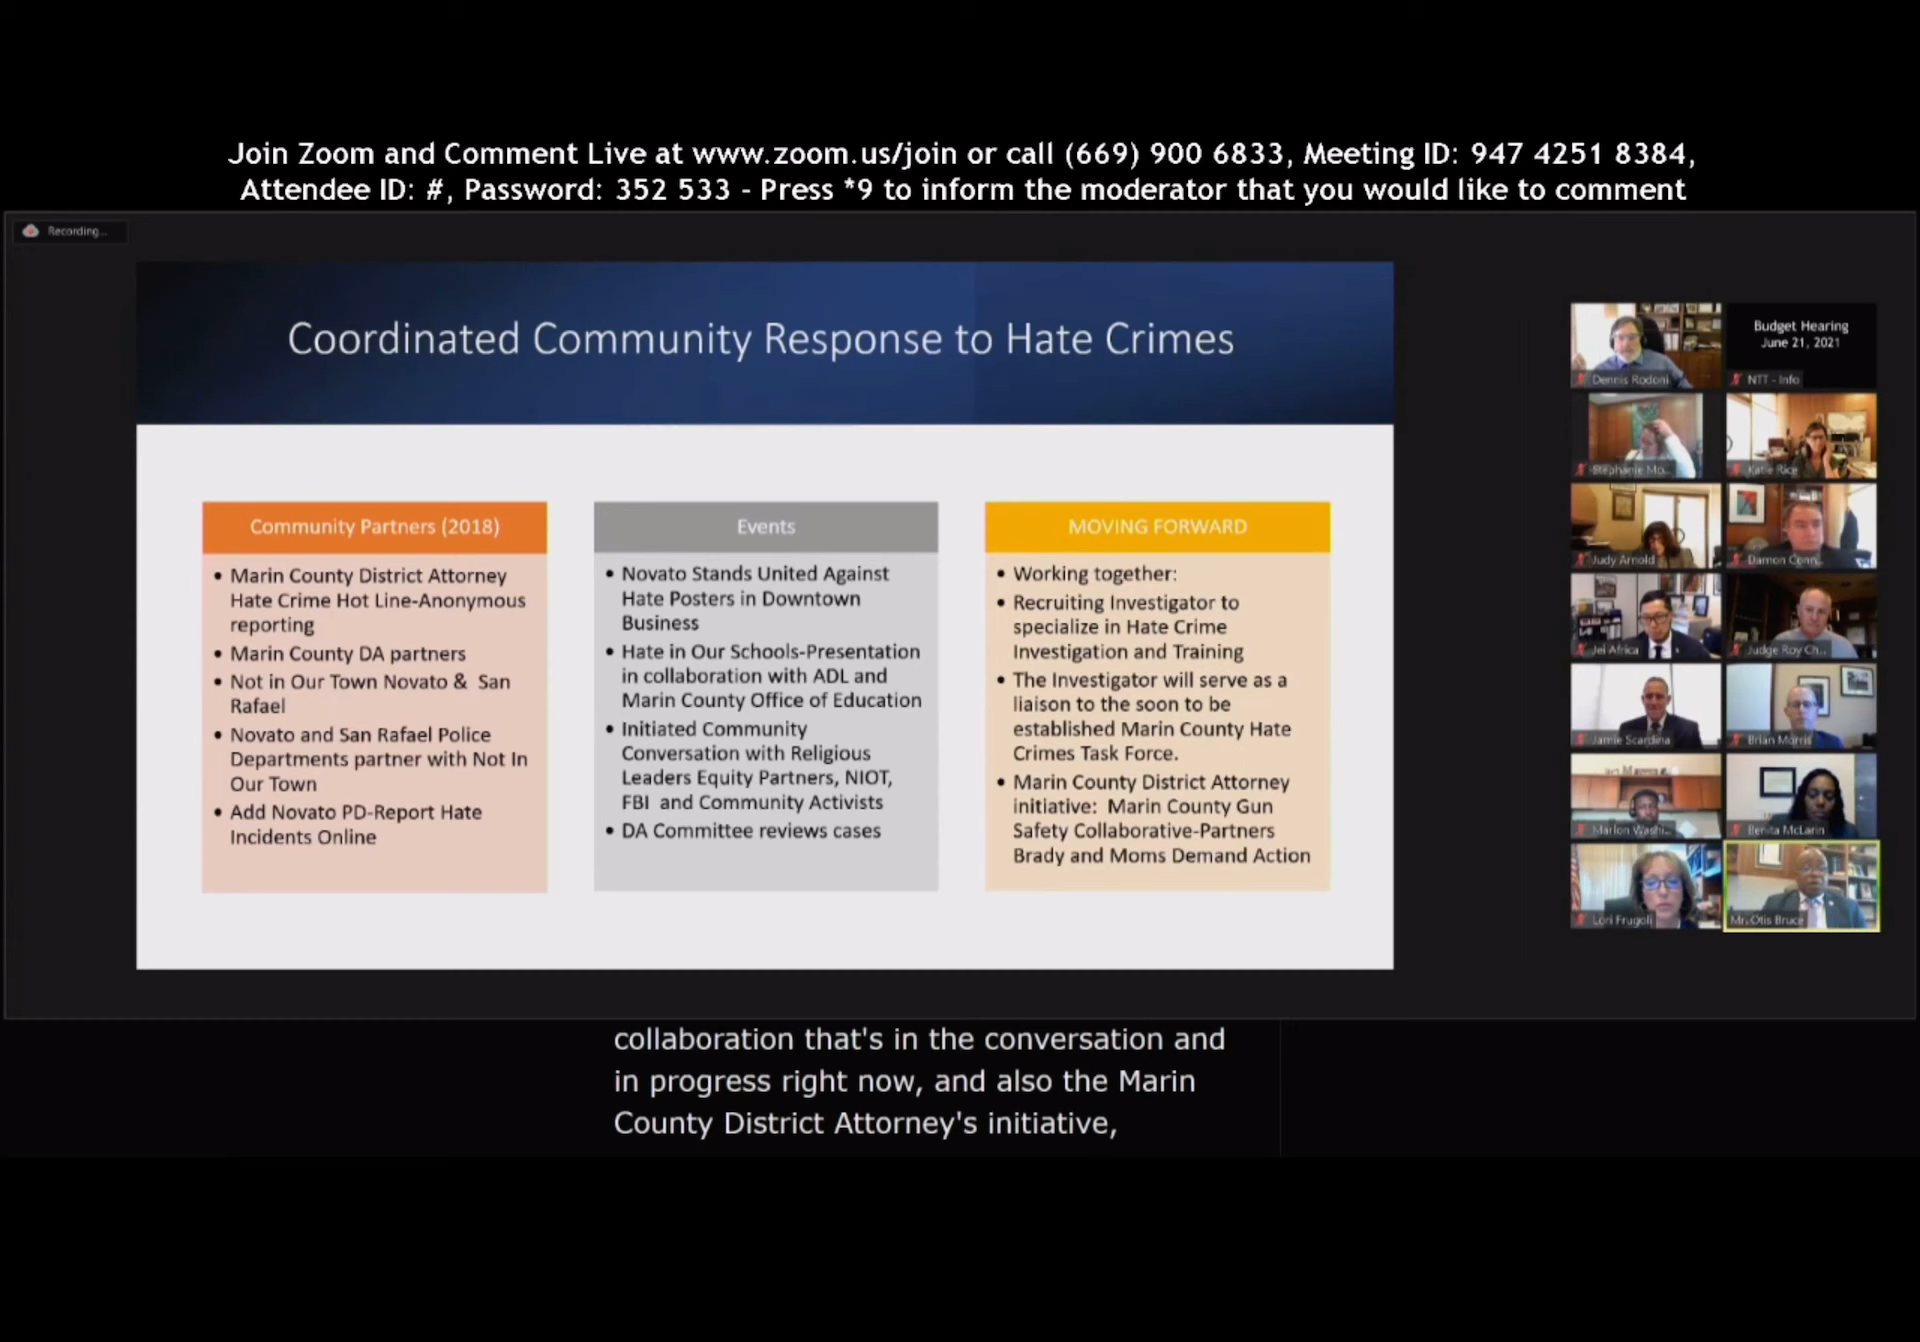 Join Zoom and Comment Live at www.zoom.us/join or call (669) 900 6833, Meeting ID: 947 4251 8384,
Attendee ID: #, Password: 352 533 - Press *9 to inform the moderator that you would like to comment
Recording...
Coordinated Community Response to Hate Crimes
Community Partners (2018)
• Marin County District Attorney
Hate Crime Hot Line-Anonymous
reporting
• Marin County DA partners
• Not in Our Town Novato & San
Rafael
• Novato and San Rafael Police
Departments partner with Not In
Our Town
• Add Novato PD-Report Hate
Incidents Online
Events
• Novato Stands United Against
Hate Posters in Downtown
Business
• Hate in Our Schools-Presentation
in collaboration with ADL and
Marin County Office of Education
• Initiated Community
Conversation with Religious
Leaders Equity Partners, NIOT,
FBI and Community Activists
• DA Committee reviews cases
MOVING FORWARD
• Working together:
• Recruiting Investigator to
specialize in Hate Crime
Investigation and Training
• The Investigator will serve as a
liaison to the soon to be
established Marin County Hate
Crimes Task Force.
• Marin County District Attorney
initiative: Marin County Gun
Safety Collaborative-Partners
Brady and Moms Demand Action
Dennis Rodoni
Budget Hearing
June 21, 2021
NTT - Info
Stephanie Mo...
Katie Rice
Judy Arnold
Damon Conn...
Jei Africa
Judge Roy Ch...
Jamie Scardina
Brian Morris
Marlon Washi...
Benita McLarin
Lori Frugoli
Mr. Otis Bruce
collaboration that's in the conversation and
in progress right now, and also the Marin
County District Attorney's initiative,